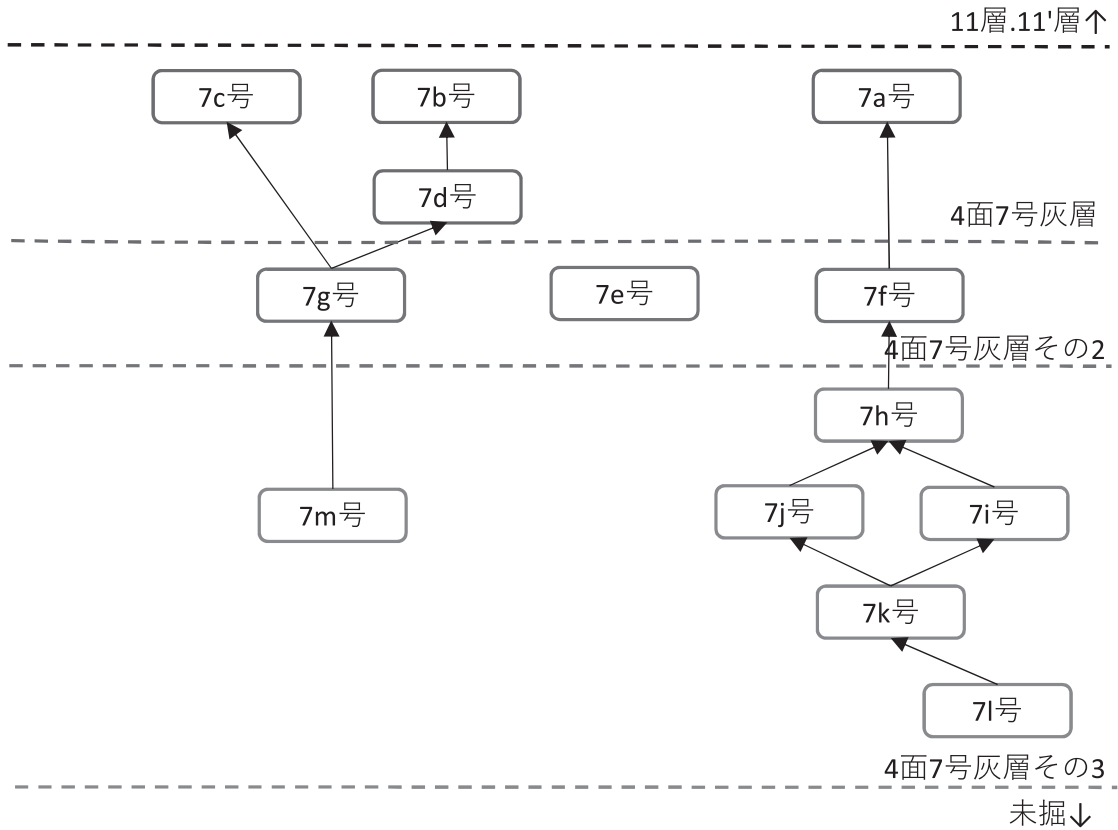 11層.11'層↑
7c号
7b号
7a号
7d号
4面7号灰層
7g号
7e号
7f号
4面7号灰層その2
7h号
7m号
7j号
7i号
7k号
7l号
4面7号灰層その3
未掘↓